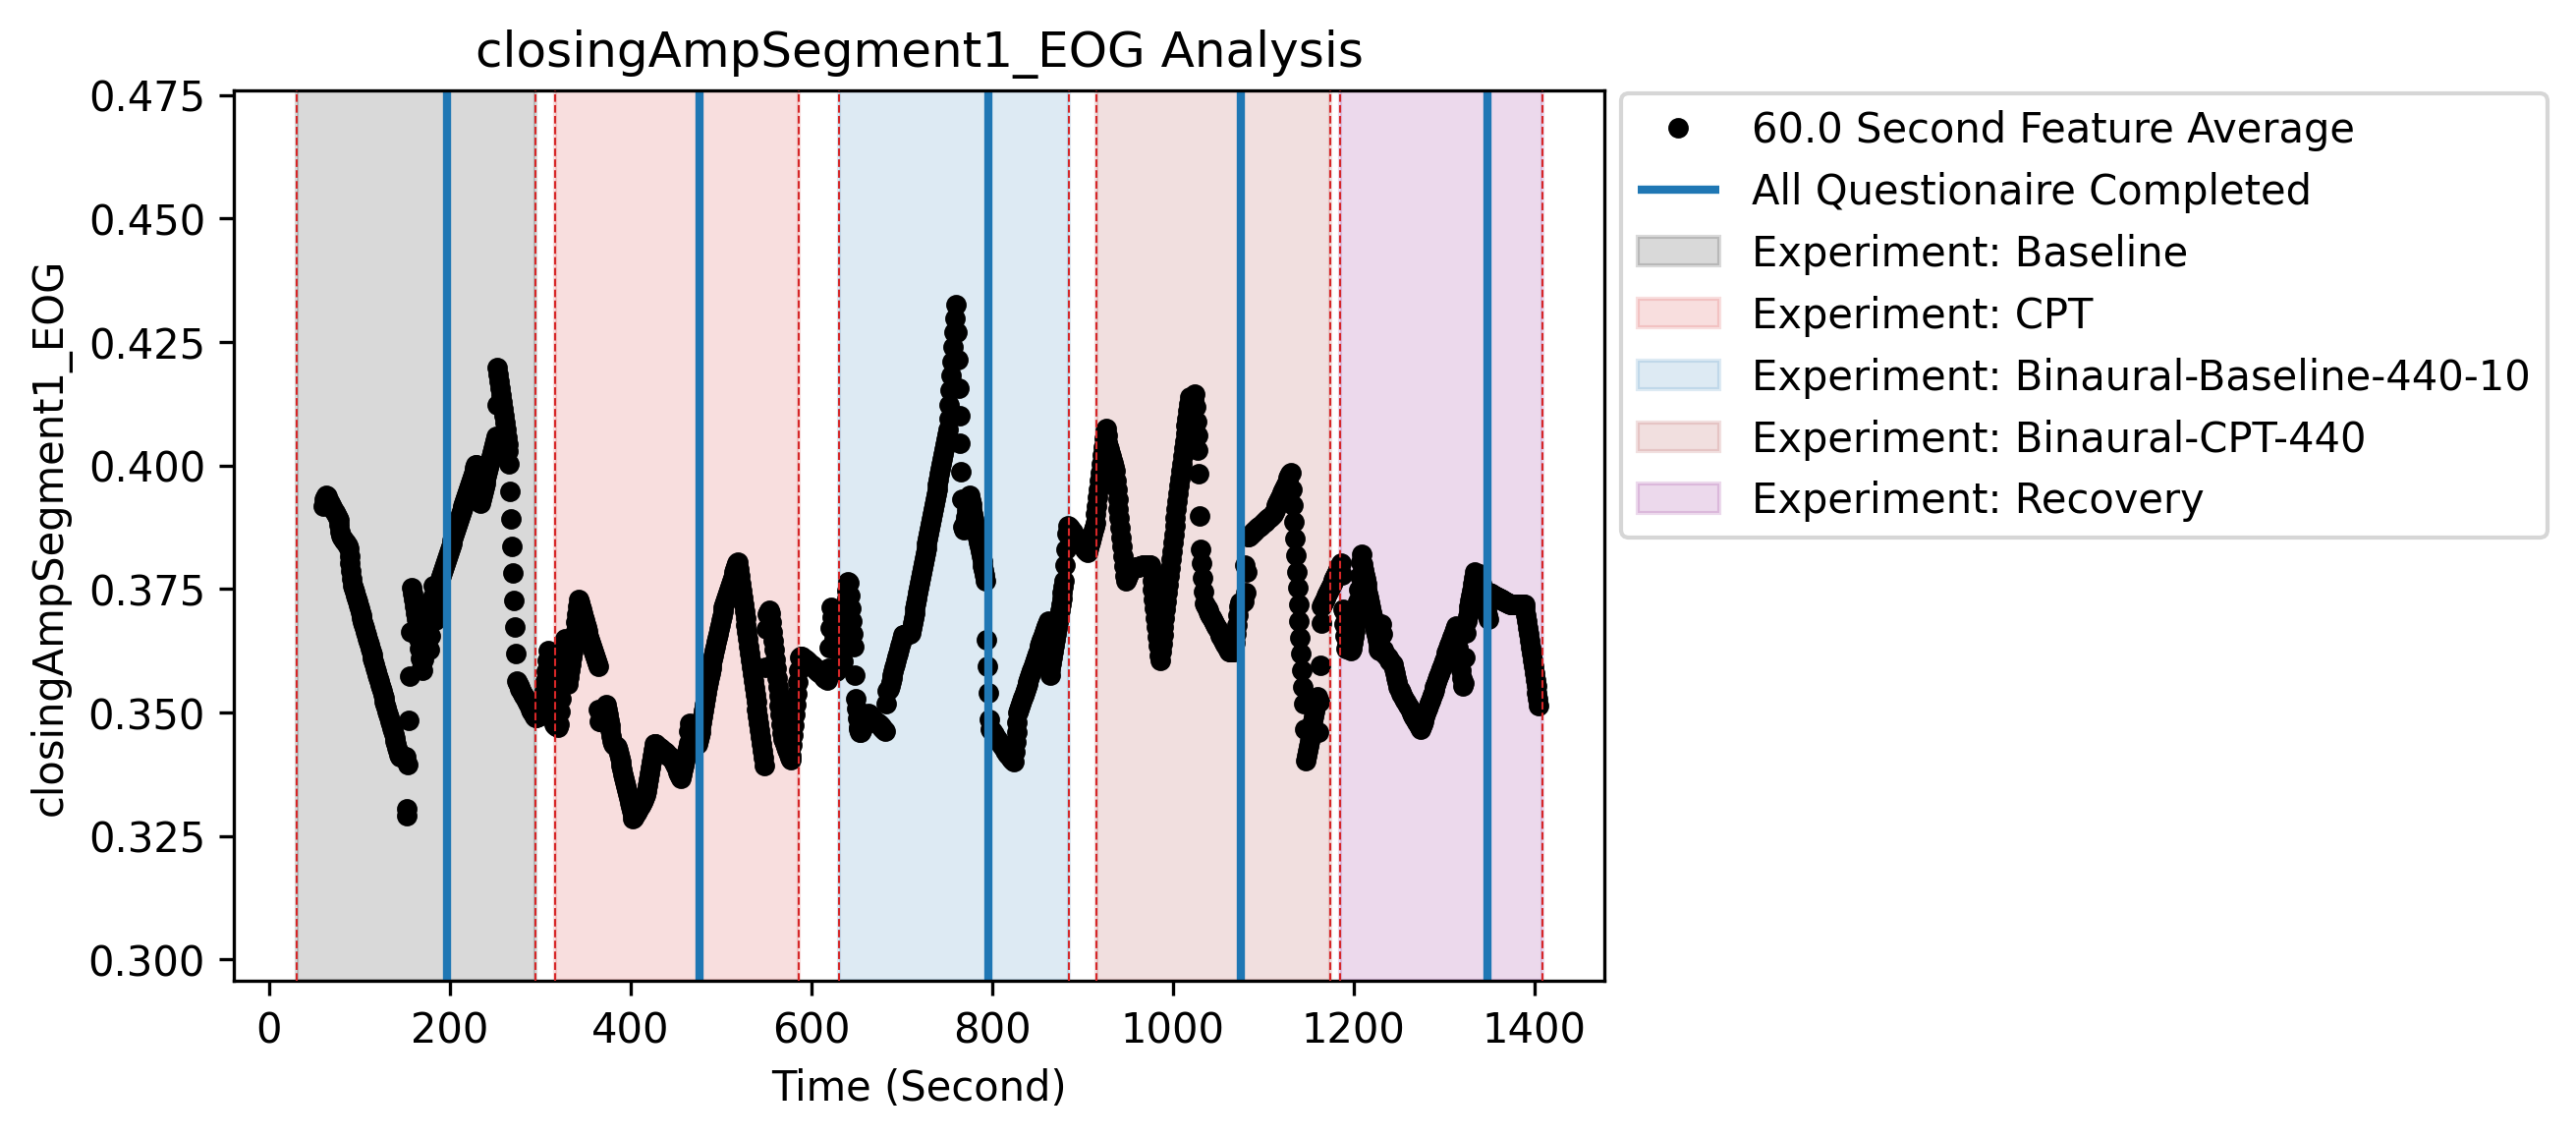 closingAmpSegment1_EOG Analysis
closingAmpSegment1_EOG
0.475
0.450
0.425
0.400
0.375
0.350
0.325
0.300
0
200
400
600
800
1000
1200
1400
Time (Second)
60.0 Second Feature Average
All Questionaire Completed
Experiment: Baseline
Experiment: CPT
Experiment: Binaural-Baseline-440-10
Experiment: Binaural-CPT-440
Experiment: Recovery